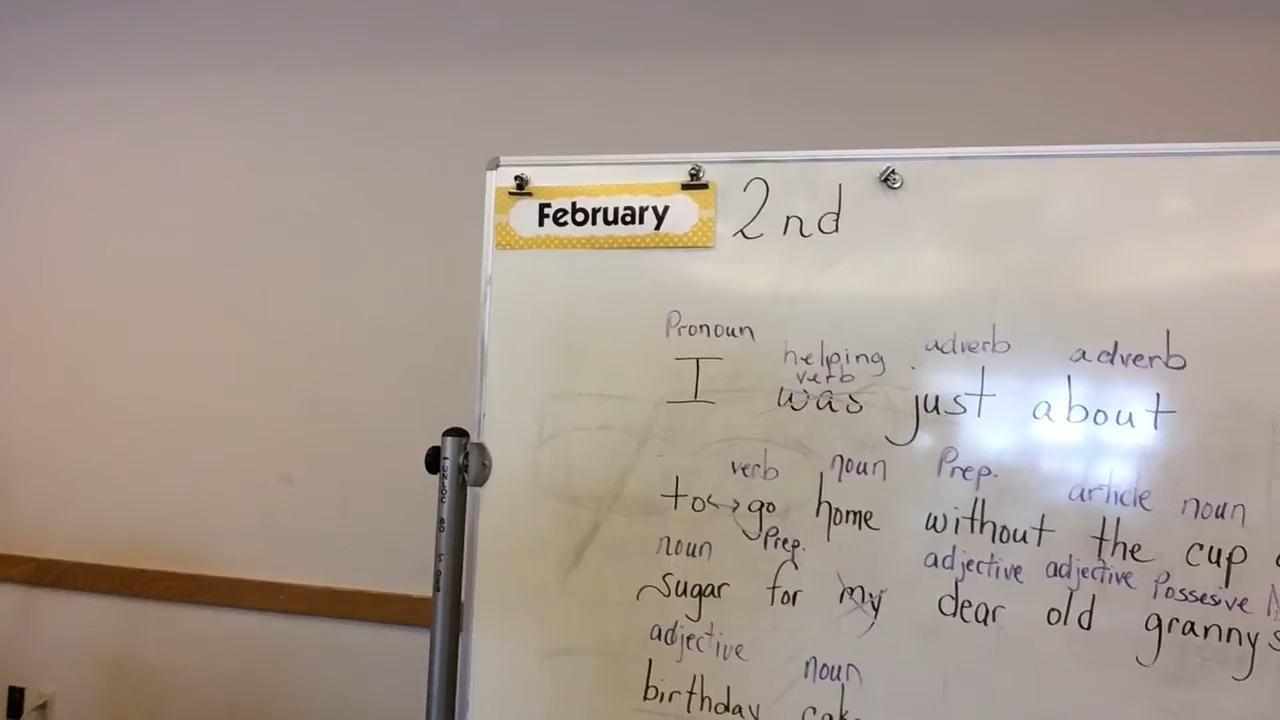 February 2nd
Pronoun helping verb adverb adverb
I was just about
verb noun Prep. article noun
to↔go home without the cup
noun Prep. adjective adjective Possesive
sugar for my dear old granny's
adjective noun
birthday